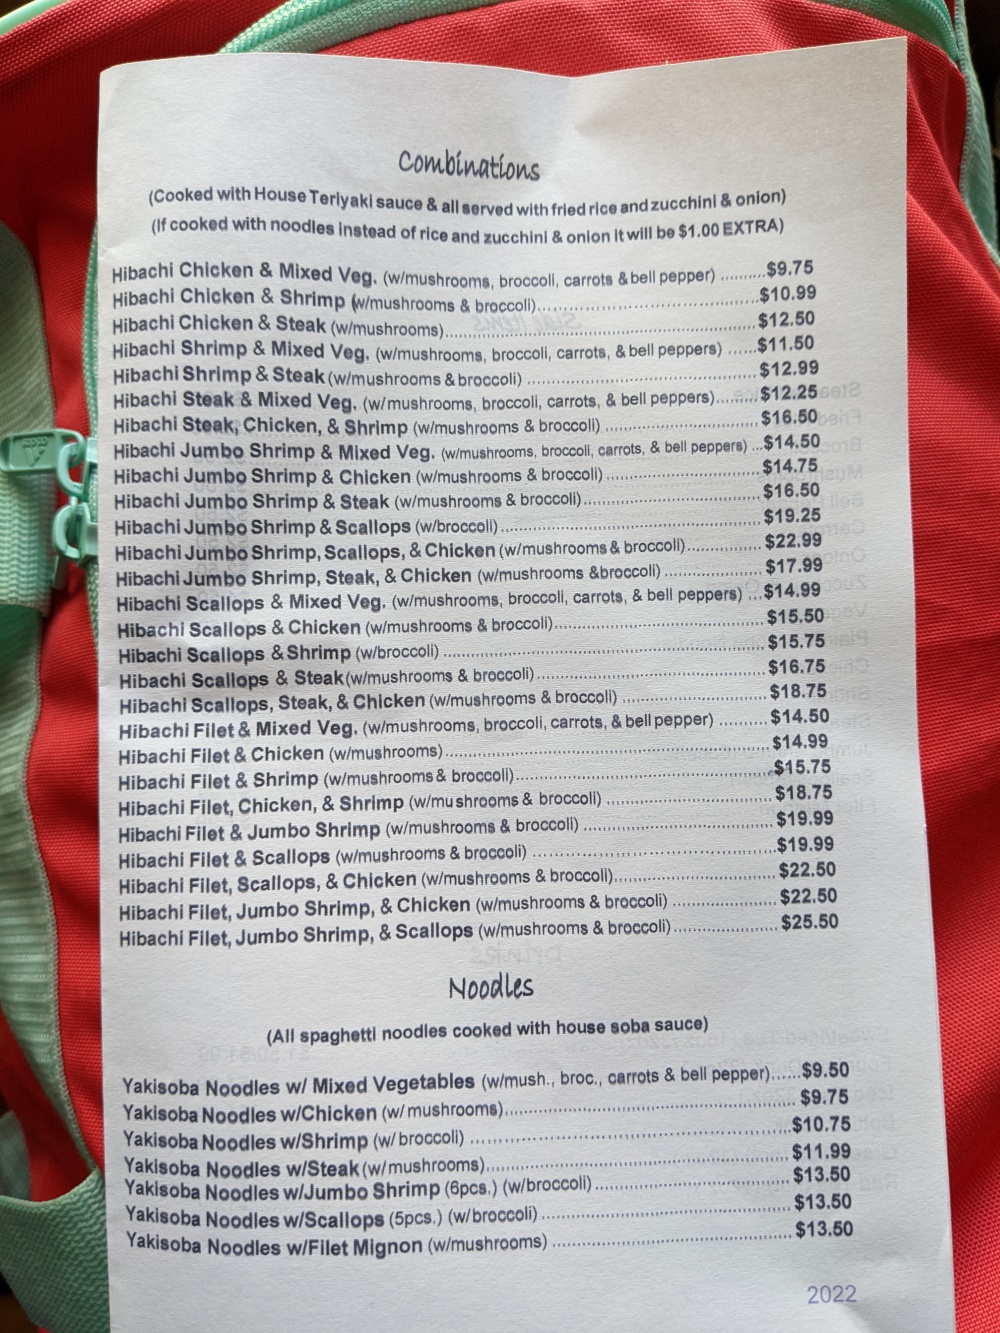 Combinations
(Cooked with House Teriyaki sauce & all served with fried rice and zucchini & onion)
(If cooked with noodles instead of rice and zucchini & onion it will be $1.00 EXTRA)
Hibachi Chicken & Mixed Veg. (w/mushrooms, broccoli, carrots & bell pepper) .........$9.75
Hibachi Chicken & Shrimp (w/mushrooms & broccoli)..........$10.99
Hibachi Chicken & Steak (w/mushrooms)..........$12.50
Hibachi Shrimp & Mixed Veg. (w/mushrooms, broccoli, carrots, & bell peppers) ......$11.50
Hibachi Shrimp & Steak (w/mushrooms & broccoli) ..........$12.99
Hibachi Steak & Mixed Veg. (w/mushrooms, broccoli, carrots, & bell peppers).........$12.25
Hibachi Steak, Chicken, & Shrimp (w/mushrooms & broccoli) ..........$16.50
Hibachi Jumbo Shrimp & Mixed Veg. (w/mushrooms, broccoli, carrots, & bell peppers) ...$14.50
Hibachi Jumbo Shrimp & Chicken (w/mushrooms & broccoli)..........$14.75
Hibachi Jumbo Shrimp & Steak (w/mushrooms & broccoli)..........$16.50
Hibachi Jumbo Shrimp & Scallops (w/broccoli)..........$19.25
Hibachi Jumbo Shrimp, Scallops, & Chicken (w/mushrooms & broccoli)..........$22.99
Hibachi Jumbo Shrimp, Steak, & Chicken (w/mushrooms &broccoli) ..........$17.99
Hibachi Scallops & Mixed Veg. (w/mushrooms, broccoli, carrots, & bell peppers) ...$14.99
Hibachi Scallops & Chicken (w/mushrooms & broccoli)..........$15.50
Hibachi Scallops & Shrimp (w/broccoli) ..........$15.75
Hibachi Scallops & Steak(w/mushrooms & broccoli)..........$16.75
Hibachi Scallops, Steak, & Chicken (w/mushrooms & broccoli) ..........$18.75
Hibachi Filet & Mixed Veg. (w/mushrooms, broccoli, carrots, & bell pepper) .........$14.50
Hibachi Filet & Chicken (w/mushrooms)..........$14.99
Hibachi Filet & Shrimp (w/mushrooms & broccoli)..........$15.75
Hibachi Filet, Chicken, & Shrimp (w/mushrooms & broccoli) ..........$18.75
Hibachi Filet & Jumbo Shrimp (w/mushrooms & broccoli) ..........$19.99
Hibachi Filet & Scallops (w/mushrooms & broccoli) ..........$19.99
Hibachi Filet, Scallops, & Chicken (w/mushrooms & broccoli)..........$22.50
Hibachi Filet, Jumbo Shrimp, & Chicken (w/mushrooms & broccoli) ..........$22.50
Hibachi Filet, Jumbo Shrimp, & Scallops (w/mushrooms & broccoli)..........$25.50
Noodles
(All spaghetti noodles cooked with house soba sauce)
Yakisoba Noodles w/ Mixed Vegetables (w/mush., broc., carrots & bell pepper)......$9.50
Yakisoba Noodles w/Chicken (w/ mushrooms)..........$9.75
Yakisoba Noodles w/Shrimp (w/ broccoli) ..........$10.75
Yakisoba Noodles w/Steak (w/ mushrooms)..........$11.99
Yakisoba Noodles w/Jumbo Shrimp (6pcs.) (w/broccoli)..........$13.50
Yakisoba Noodles w/Scallops (5pcs.) (w/broccoli)..........$13.50
Yakisoba Noodles w/Filet Mignon (w/mushrooms) ..........$13.50
2022